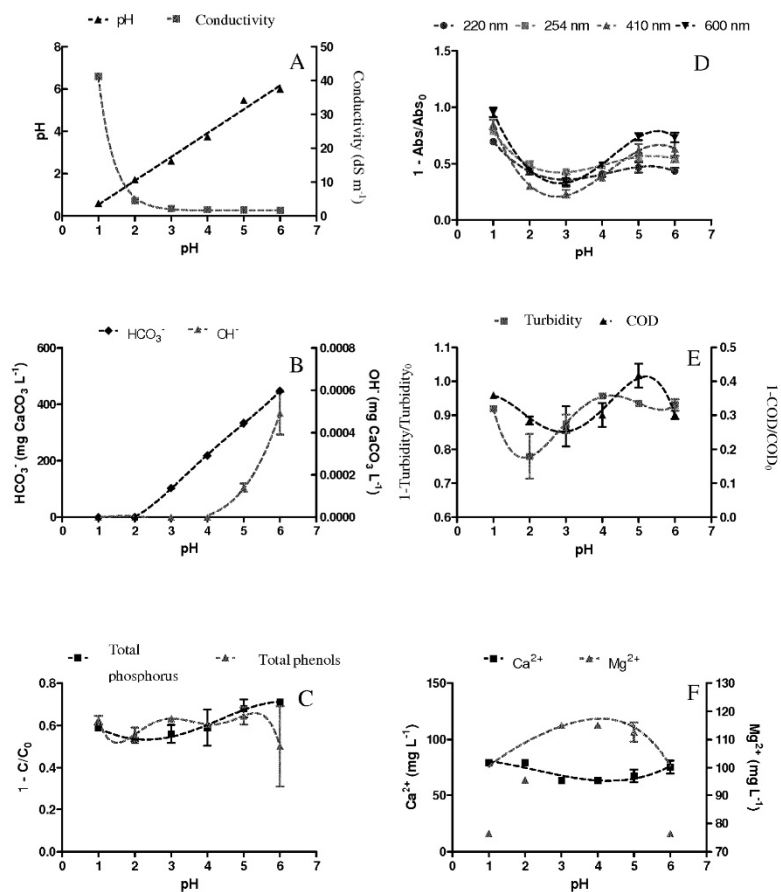 pH Conductivity
A
pH
Conductivity (dS m⁻¹)
8
6
4
2
0
50
40
30
20
10
0
0 1 2 3 4 5 6 7
pH
220 nm 254 nm 410 nm 600 nm
D
1 - Abs/Abs₀
1.5
1.0
0.5
0.0
0 1 2 3 4 5 6 7
pH
HCO₃⁻ OH⁻
B
HCO₃⁻ (mg CaCO₃ L⁻¹)
OH⁻ (mg CaCO₃ L⁻¹)
600
400
200
0
0.0008
0.0006
0.0004
0.0002
0.0000
0 1 2 3 4 5 6 7
pH
Turbidity COD
E
1-Turbidity/Turbidity₀
1-COD/COD₀
1.1
1.0
0.9
0.8
0.7
0.6
0.5
0.4
0.3
0.2
0.1
0.0
0 1 2 3 4 5 6 7
pH
Total phosphorus
Total phenols
C
1 - C/C₀
0.8
0.6
0.4
0.2
0.0
0 1 2 3 4 5 6 7
pH
Ca²⁺ Mg²⁺
F
Ca²⁺ (mg L⁻¹)
Mg²⁺ (mg L⁻¹)
150
100
50
0
130
120
110
100
90
80
70
0 1 2 3 4 5 6 7
pH